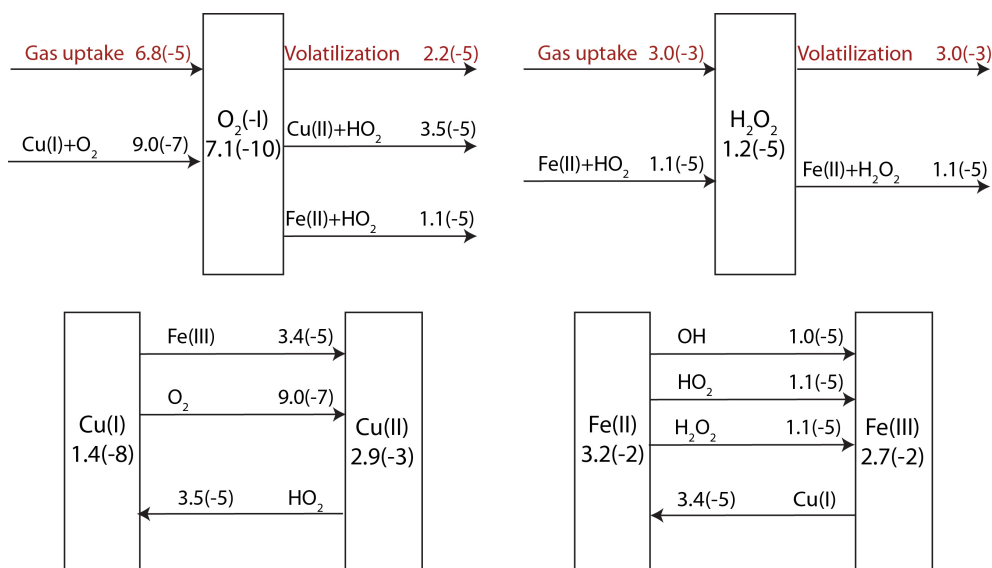 Gas uptake 6.8(-5)
Volatilization 2.2(-5)
O₂(-I)
7.1(-10)
Cu(I)+O₂ 9.0(-7)
Cu(II)+HO₂ 3.5(-5)
Fe(II)+HO₂ 1.1(-5)
Gas uptake 3.0(-3)
Volatilization 3.0(-3)
H₂O₂
1.2(-5)
Fe(II)+HO₂ 1.1(-5)
Fe(II)+H₂O₂ 1.1(-5)
Cu(I)
1.4(-8)
Fe(III) 3.4(-5)
O₂ 9.0(-7)
3.5(-5) HO₂
Cu(II)
2.9(-3)
Fe(II)
3.2(-2)
OH 1.0(-5)
HO₂ 1.1(-5)
H₂O₂ 1.1(-5)
3.4(-5) Cu(I)
Fe(III)
2.7(-2)